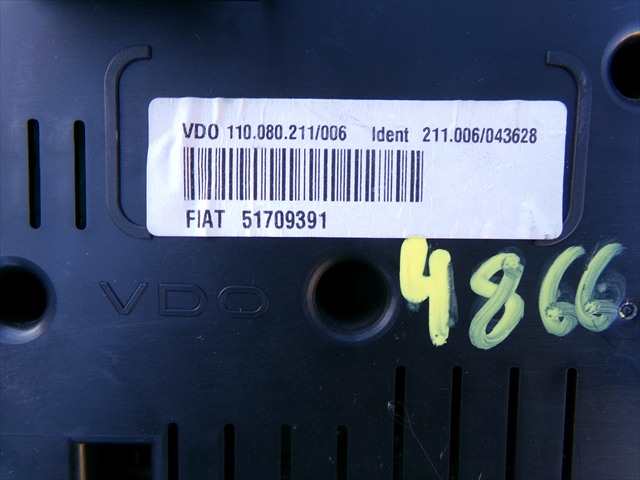 VDO 110.080.211/006 Ident 211.006/043628
FIAT 51709391
VDO
4866